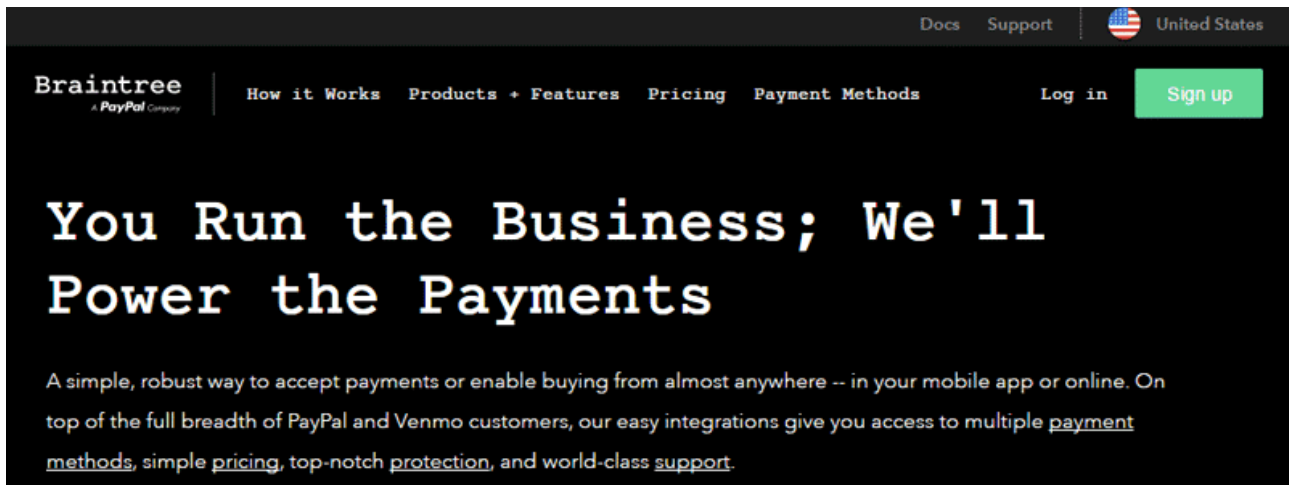 Docs Support United States
Braintree How it Works Products + Features Pricing Payment Methods Log in Sign up
A PayPal Company
You Run the Business; We'll
Power the Payments
A simple, robust way to accept payments or enable buying from almost anywhere -- in your mobile app or online. On
top of the full breadth of PayPal and Venmo customers, our easy integrations give you access to multiple payment
methods, simple pricing, top-notch protection, and world-class support.